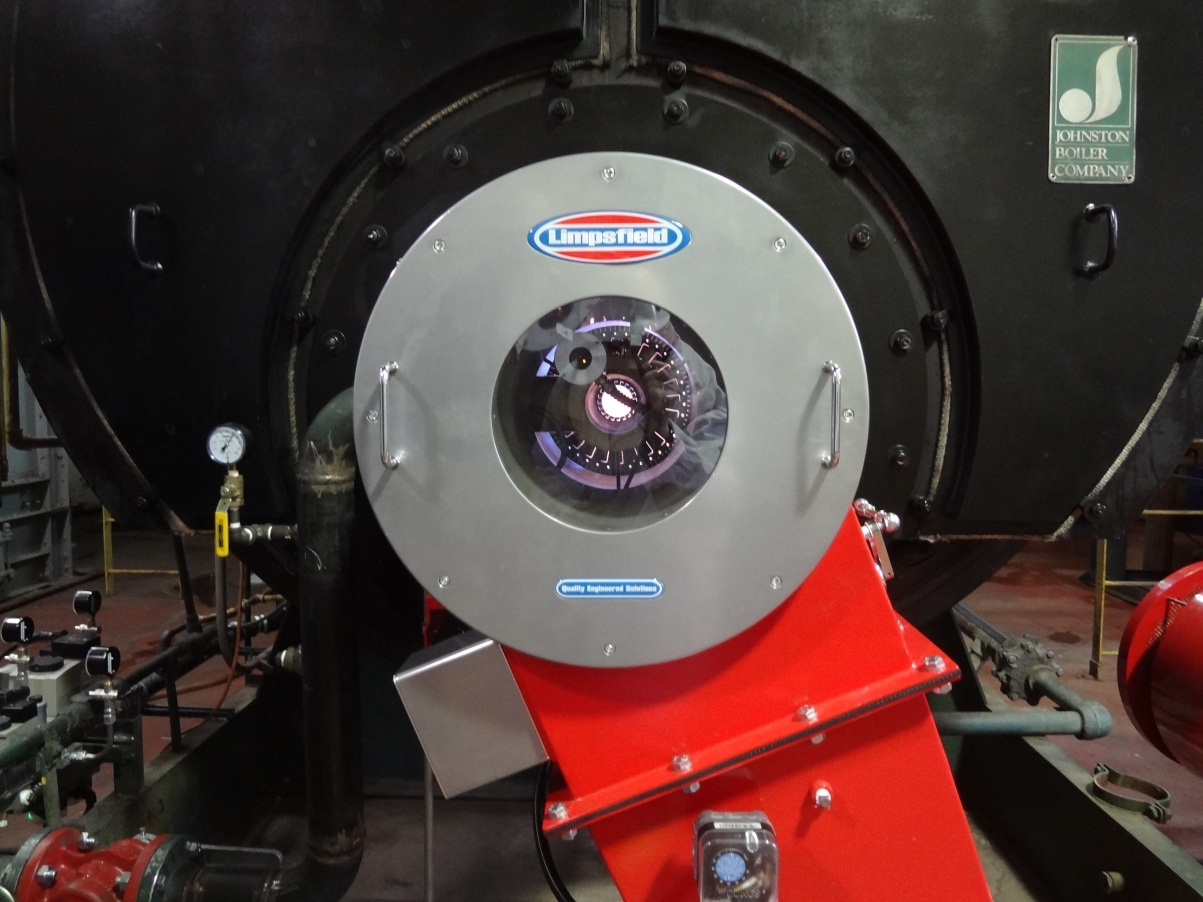 Limpsfield
JOHNSTON
BOILER
COMPANY
Quality Engineered Solutions